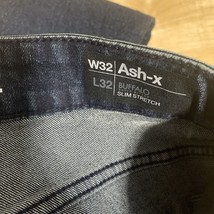 W32 Ash-x
L32 BUFFALO
SLIM STRETCH